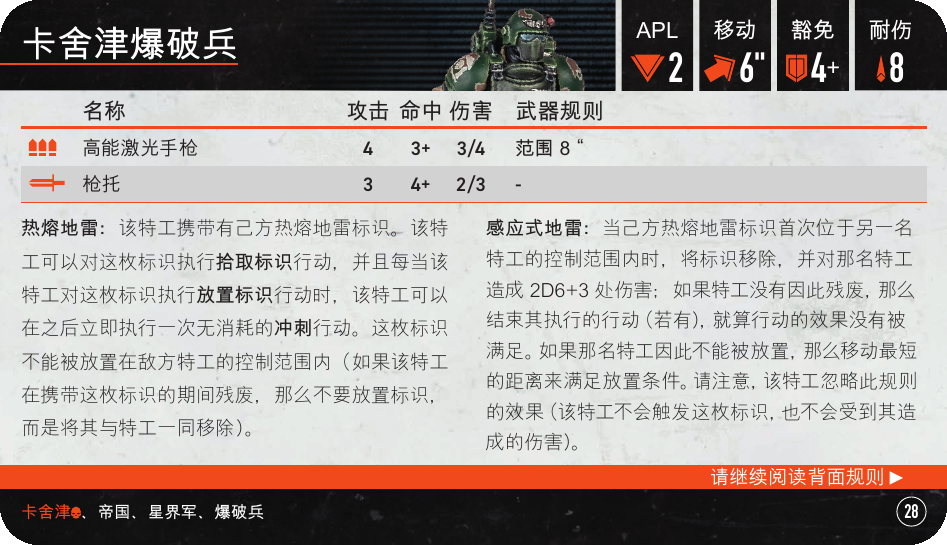 卡舍津爆破兵
APL 移动 豁免 耐伤
2 6" 4+ 8
名称 攻击 命中 伤害 武器规则
高能激光手枪 4 3+ 3/4 范围 8 “
枪托 3 4+ 2/3 -
热熔地雷：该特工携带有己方热熔地雷标识。该特
工可以对这枚标识执行拾取标识行动，并且每当该
特工对这枚标识执行放置标识行动时，该特工可以
在之后立即执行一次无消耗的冲刺行动。这枚标识
不能被放置在敌方特工的控制范围内（如果该特工
在携带这枚标识的期间残废，那么不要放置标识，
而是将其与特工一同移除）。
感应式地雷：当己方热熔地雷标识首次位于另一名
特工的控制范围内时，将标识移除，并对那名特工
造成 2D6+3 处伤害；如果特工没有因此残废，那么
结束其执行的行动（若有），就算行动的效果没有被
满足。如果那名特工因此不能被放置，那么移动最短
的距离来满足放置条件。请注意，该特工忽略此规则
的效果（该特工不会触发这枚标识，也不会受到其造
成的伤害）。
请继续阅读背面规则 ▶
卡舍津、帝国、星界军、爆破兵
28